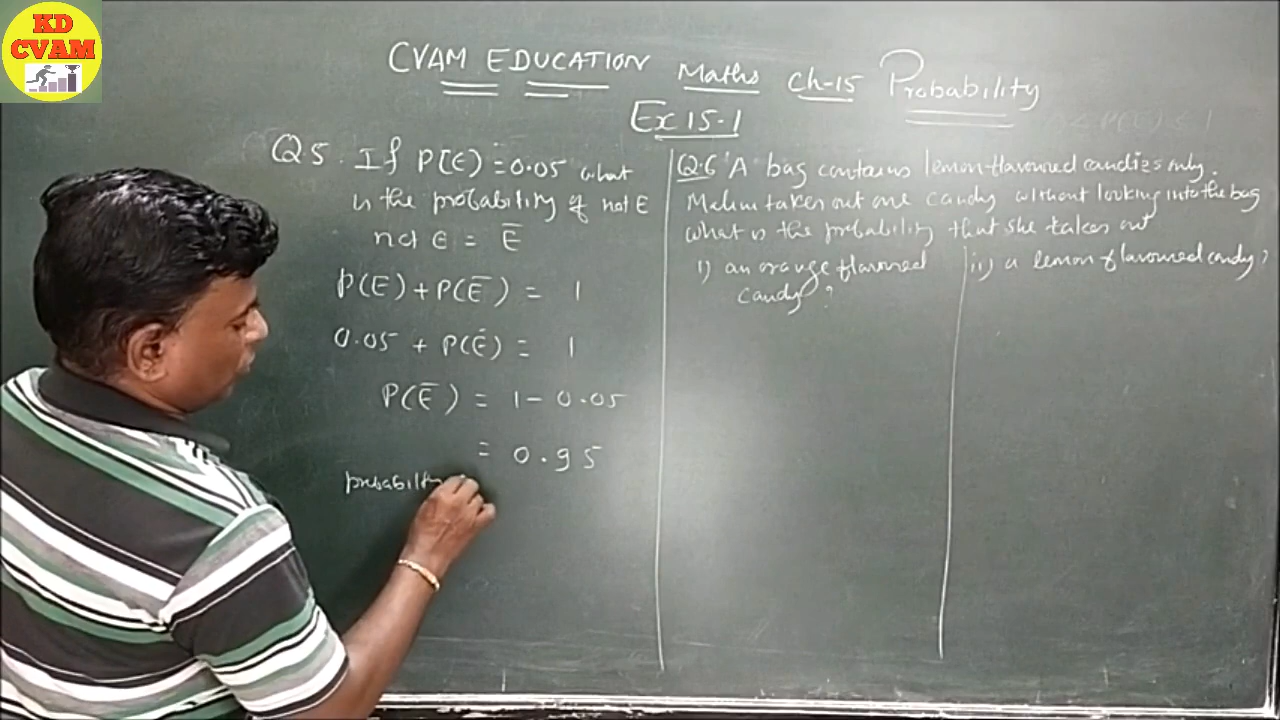 KD
CVAM
CVAM EDUCATION Maths Ch-15 Probability
Ex 15.1
Q5. If P(E) = 0.05 what
is the probability of not E
not E = E̅
P(E) + P(E̅) = 1
0.05 + P(E̅) = 1
P(E̅) = 1 - 0.05
= 0.95
probability
Q.6 A bag contains lemon flavoured candies only.
Malini takes out one candy without looking into the bag
what is the probability that she takes out
i) an orange flavoured
candy?
ii) a lemon flavoured candy?